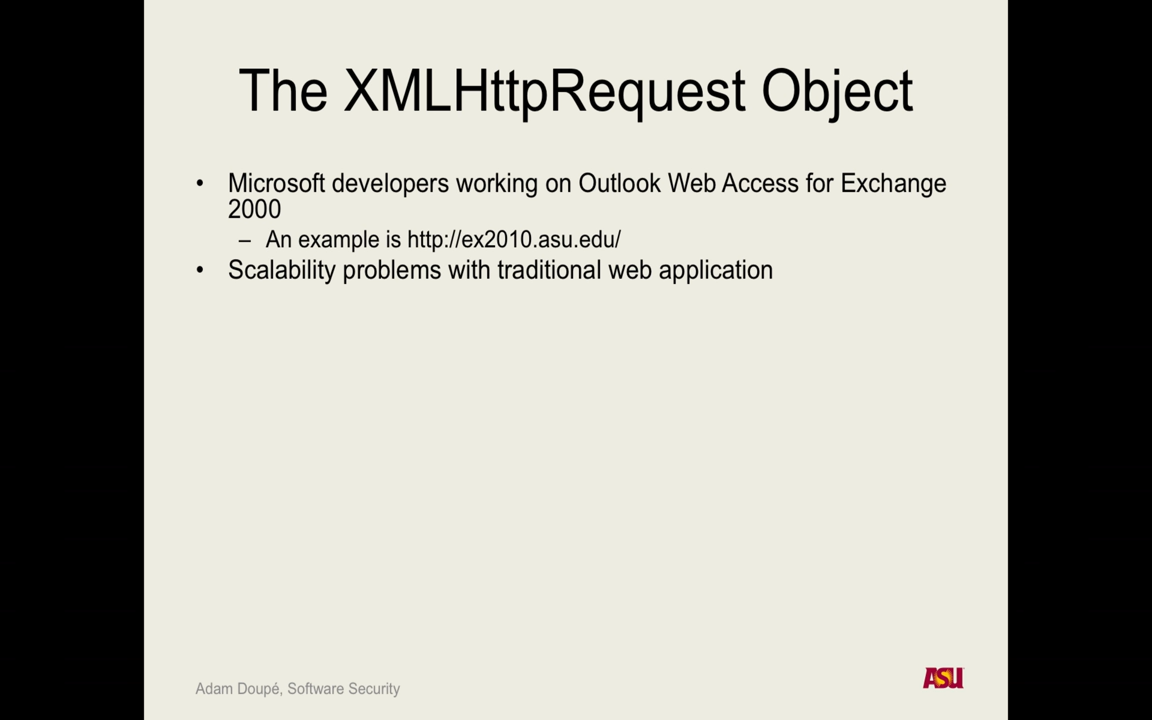 The XMLHttpRequest Object
• Microsoft developers working on Outlook Web Access for Exchange
2000
– An example is http://ex2010.asu.edu/
• Scalability problems with traditional web application
Adam Doupé, Software Security
ASU